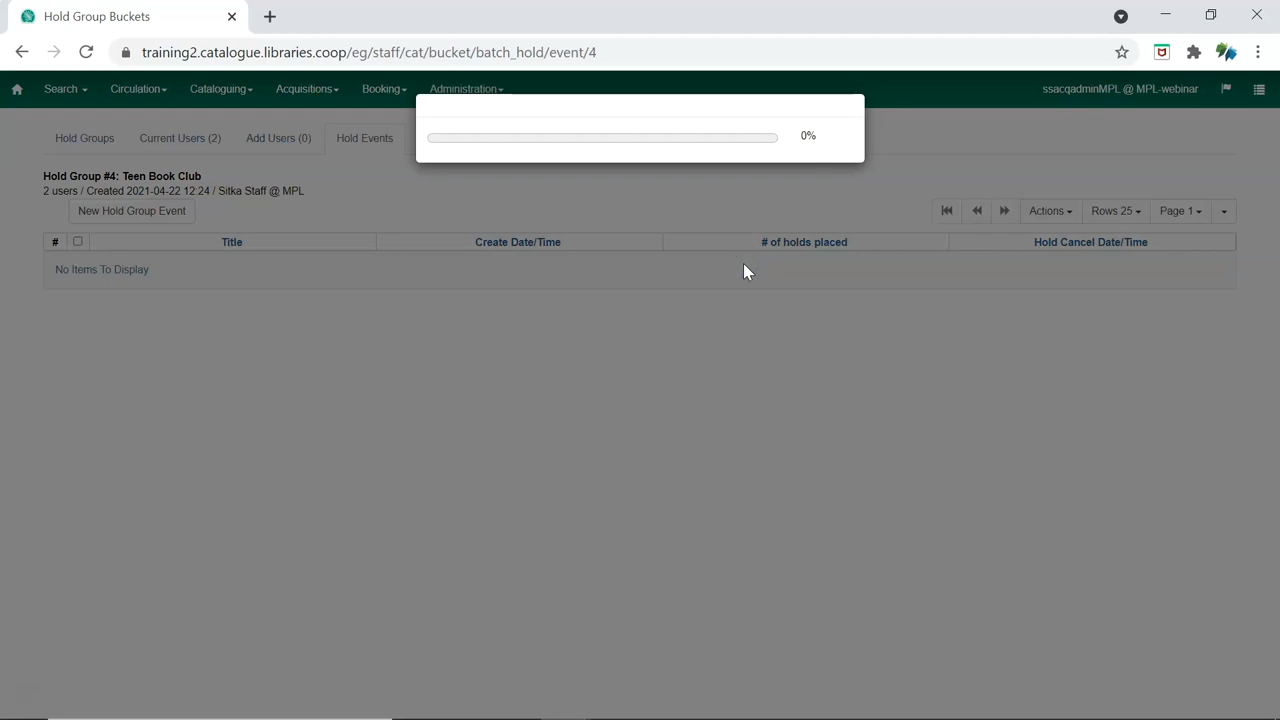 Hold Group Buckets
training2.catalogue.libraries.coop/eg/staff/cat/bucket/batch_hold/event/4
Search Circulation Cataloguing Acquisitions Booking Administration ssacqadminMPL @ MPL-webinar
0%
Hold Groups Current Users (2) Add Users (0) Hold Events
Hold Group #4: Teen Book Club
2 users / Created 2021-04-22 12:24 / Sitka Staff @ MPL
New Hold Group Event Actions Rows 25 Page 1
# Title Create Date/Time # of holds placed Hold Cancel Date/Time
No Items To Display